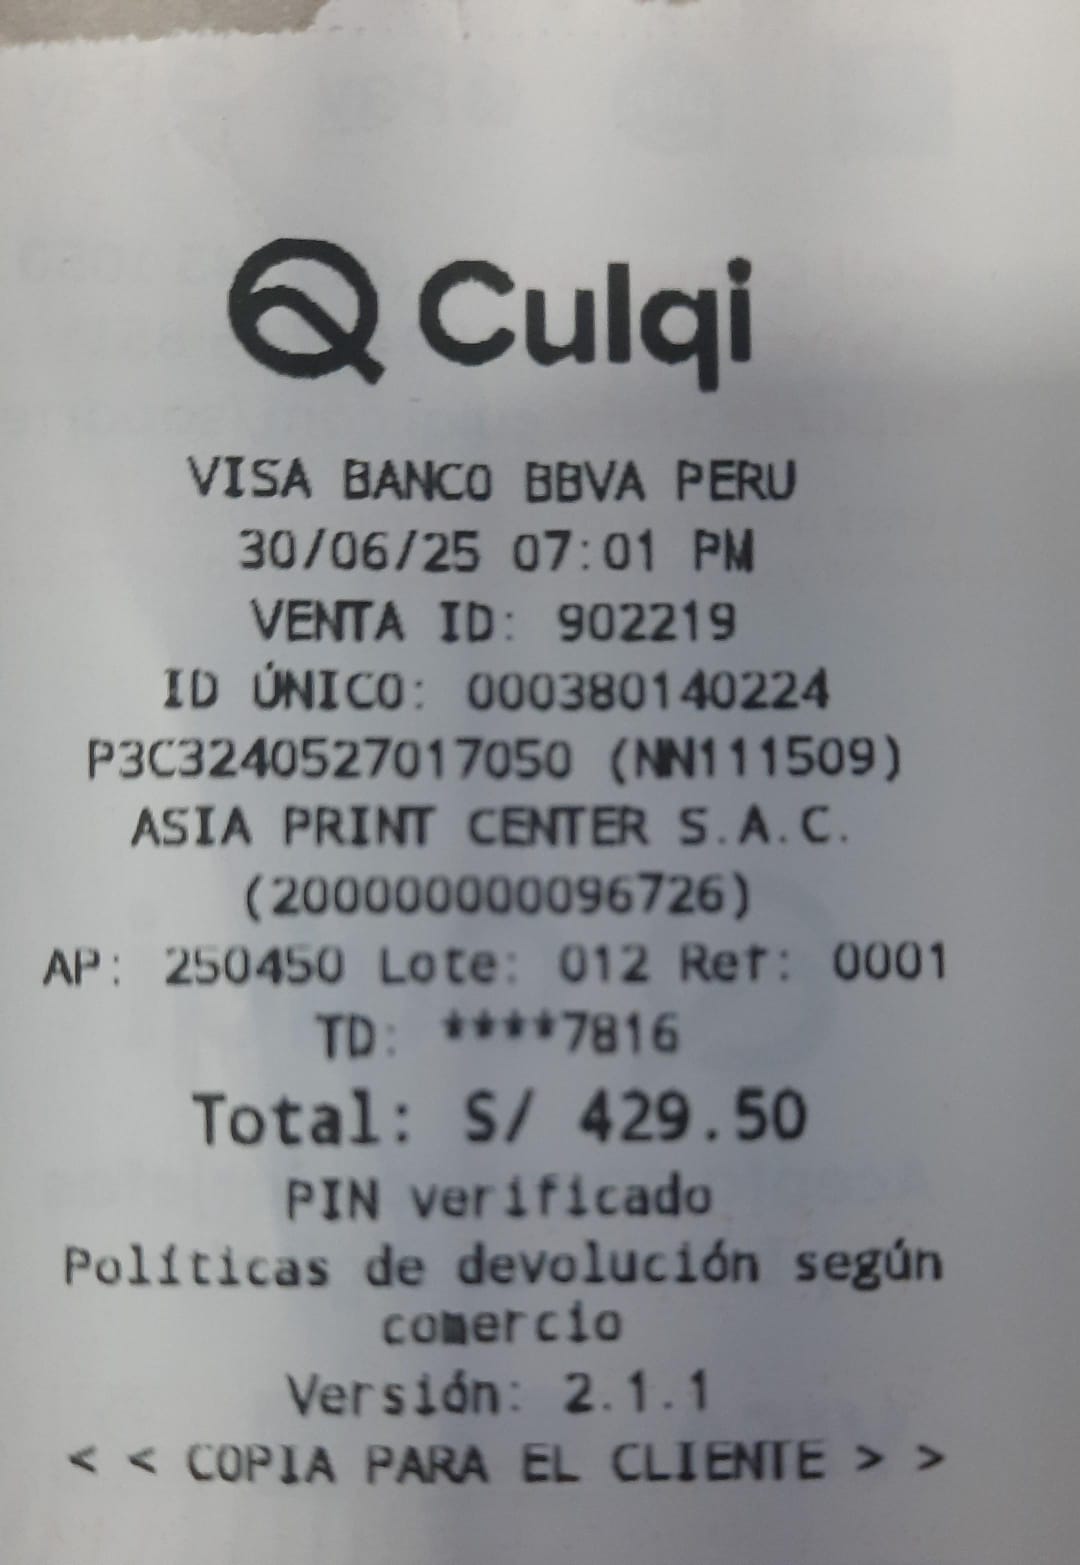 Culqi
VISA BANCO BBVA PERU
30/06/25 07:01 PM
VENTA ID: 902219
ID ÚNICO: 000380140224
P3C3240527017050 (NN111509)
ASIA PRINT CENTER S.A.C.
(2000000000096726)
AP: 250450 Lote: 012 Ref: 0001
TD: ****7816
Total: S/ 429.50
PIN verificado
Políticas de devolución según
comercio
Versión: 2.1.1
< < COPIA PARA EL CLIENTE > >